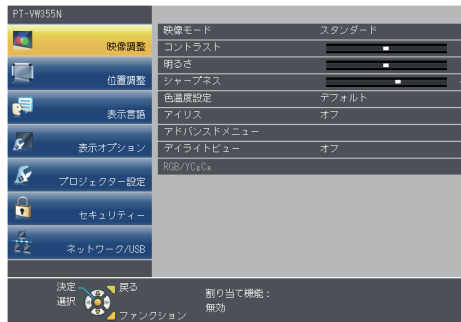 PT-VW355N
映像調整
位置調整
表示言語
表示オプション
プロジェクター設定
セキュリティー
ネットワーク/USB
映像モード スタンダード
コントラスト
明るさ
シャープネス
色温度設定 デフォルト
アイリス オフ
アドバンスドメニュー
デイライトビュー オフ
RGB/YCBCR
決定 戻る
選択
ファンクション
割り当て機能：
無効